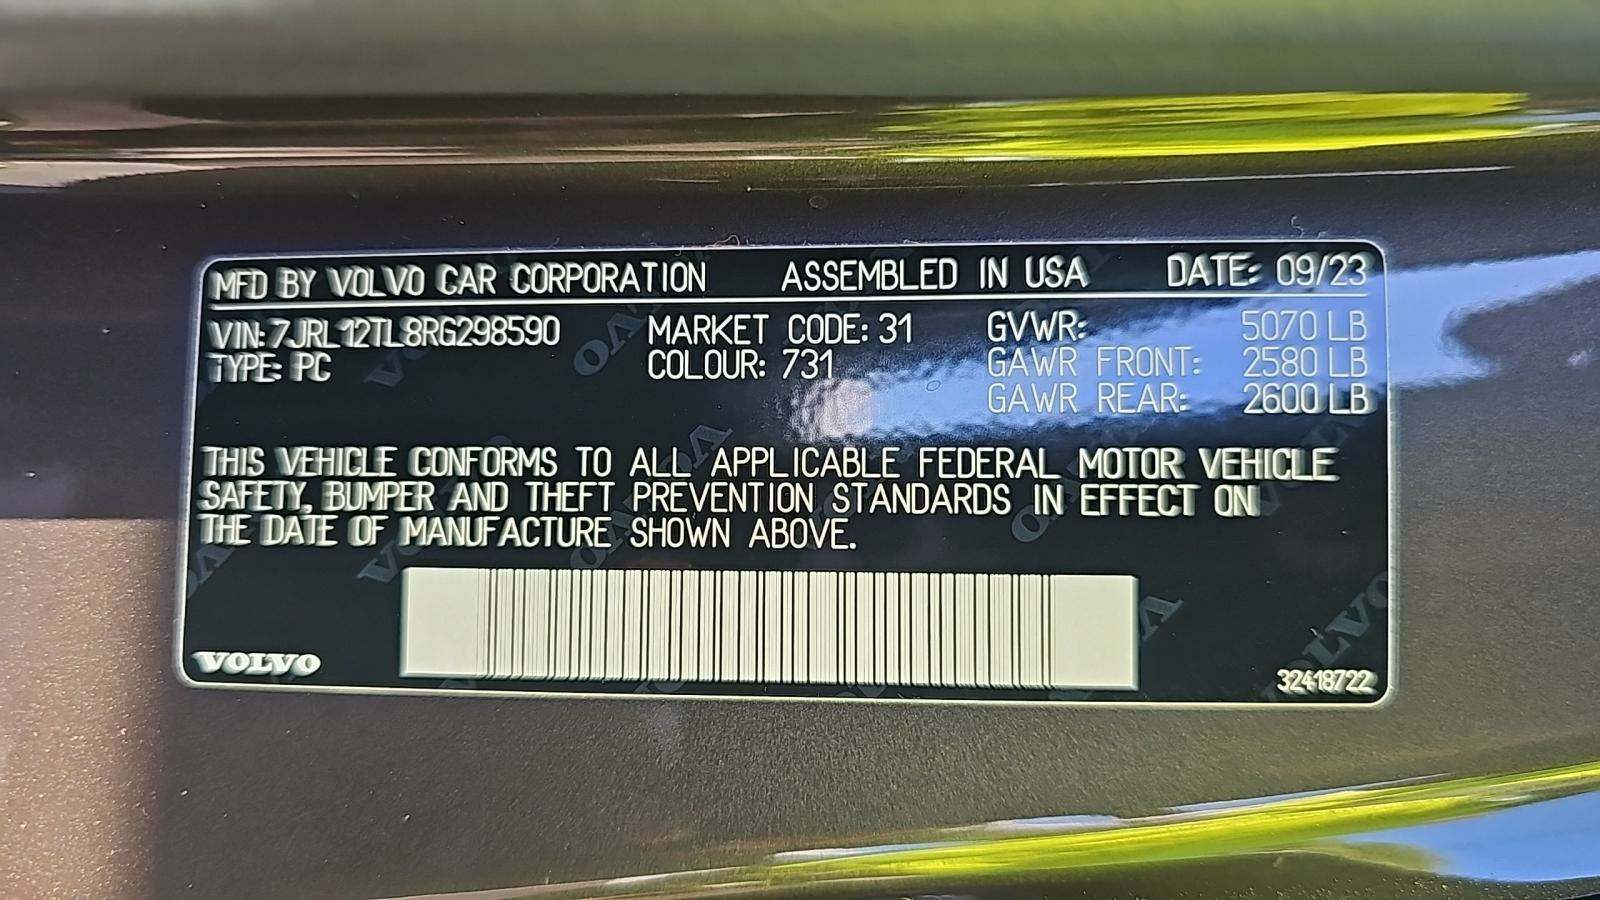 MFD BY VOLVO CAR CORPORATION ASSEMBLED IN USA DATE: 09/23
VIN: 7JRL12TL8RG298590 MARKET CODE: 31 GVWR: 5070 LB
TYPE: PC COLOUR: 731 GAWR FRONT: 2580 LB
GAWR REAR: 2600 LB
THIS VEHICLE CONFORMS TO ALL APPLICABLE FEDERAL MOTOR VEHICLE
SAFETY, BUMPER AND THEFT PREVENTION STANDARDS IN EFFECT ON
THE DATE OF MANUFACTURE SHOWN ABOVE.
VOLVO 32418722